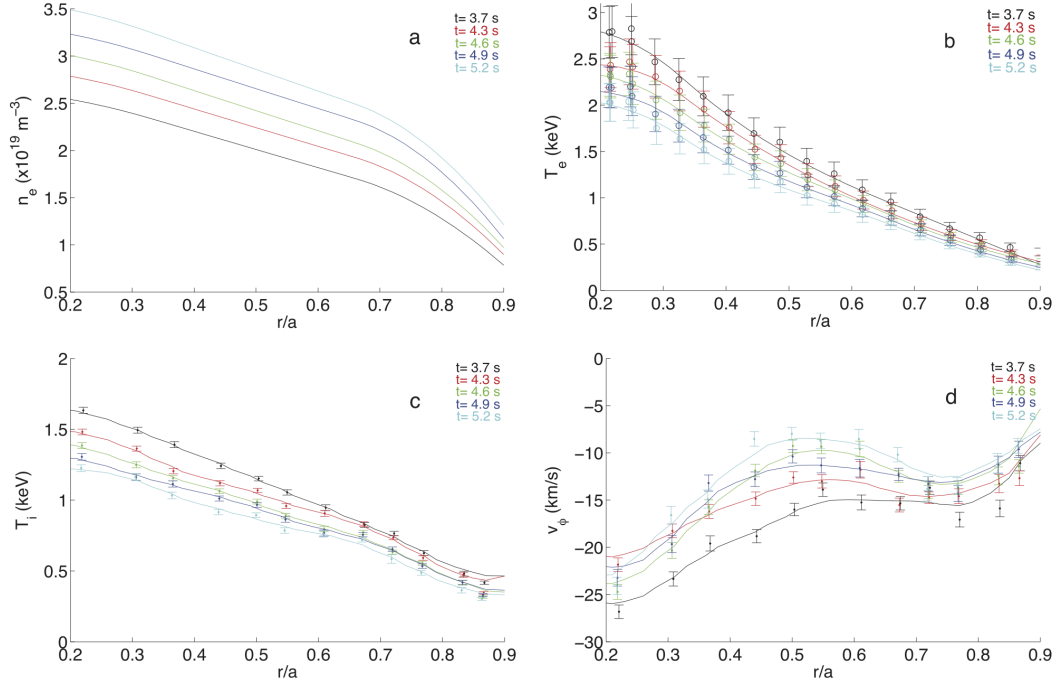 a
t= 3.7 s
t= 4.3 s
t= 4.6 s
t= 4.9 s
t= 5.2 s
n_e (x10^19 m^−3)
3.5
3
2.5
2
1.5
1
0.5
0.2 0.3 0.4 0.5 0.6 0.7 0.8 0.9
r/a
b
t= 3.7 s
t= 4.3 s
t= 4.6 s
t= 4.9 s
t= 5.2 s
T_e (keV)
3
2.5
2
1.5
1
0.5
0
0.2 0.3 0.4 0.5 0.6 0.7 0.8 0.9
r/a
c
t= 3.7 s
t= 4.3 s
t= 4.6 s
t= 4.9 s
t= 5.2 s
T_i (keV)
2
1.5
1
0.5
0
0.2 0.3 0.4 0.5 0.6 0.7 0.8 0.9
r/a
d
t= 3.7 s
t= 4.3 s
t= 4.6 s
t= 4.9 s
t= 5.2 s
v_ϕ (km/s)
−0
−5
−10
−15
−20
−25
−30
0.2 0.3 0.4 0.5 0.6 0.7 0.8 0.9
r/a